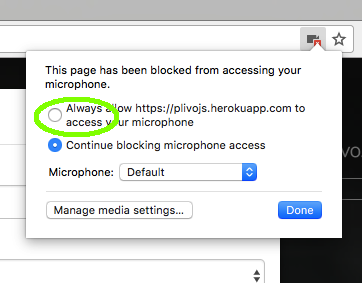 This page has been blocked from accessing your
microphone.
Always allow https://plivojs.herokuapp.com to
access your microphone
Continue blocking microphone access
Microphone: Default
Manage media settings... Done